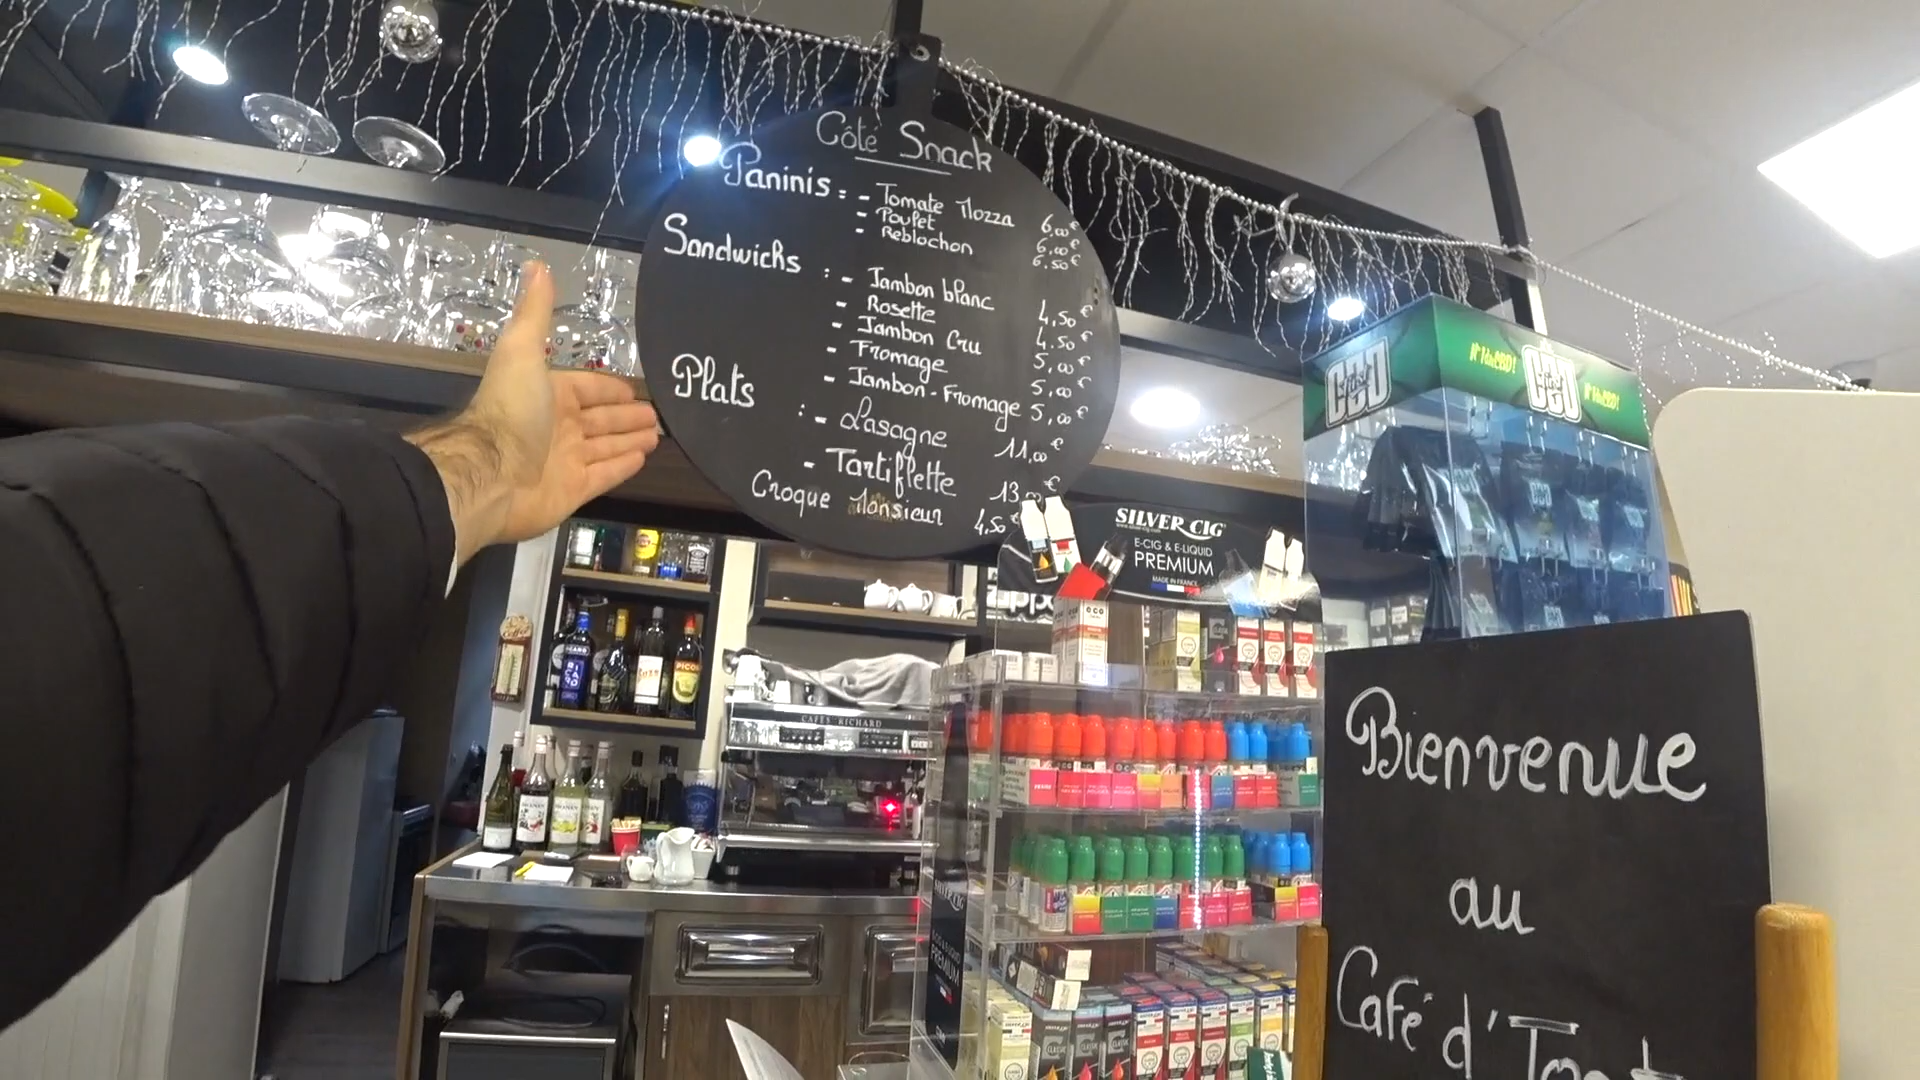 Côté Snack
Paninis : - Tomate Mozza 6,00€
- Poulet 6,00€
- Reblochon 6.50€
Sandwichs : - Jambon blanc 4,50€
- Rosette 4.50€
- Jambon Cru 5,00€
- Fromage 5,00€
- Jambon-Fromage 5,00€
Plats : - Lasagne 11,00€
- Tartiflette 13,00€
Croque Monsieur 4,50€
SILVER CIG
E-CIG & E-LIQUID
PREMIUM
MADE IN FRANCE
CAFÉS RICHARD
Bienvenue
au
Café d'